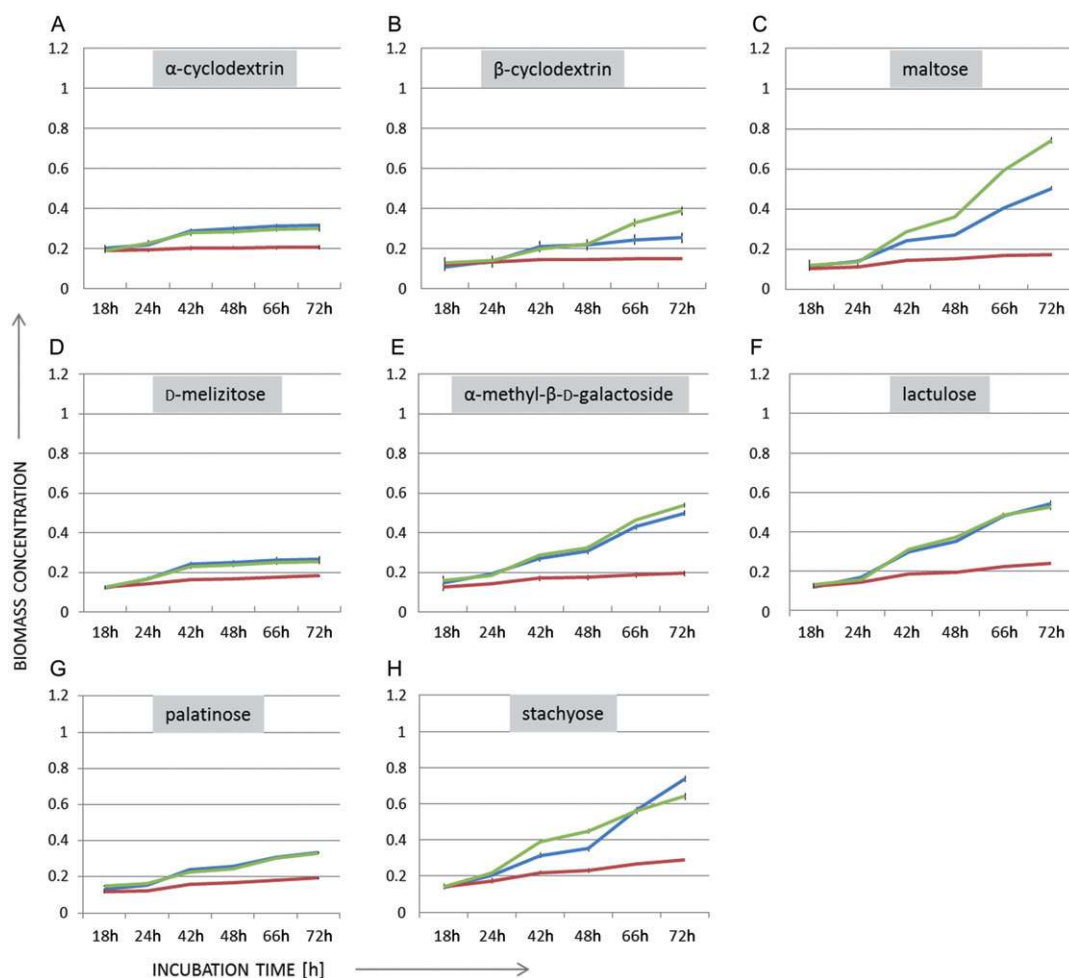 A
α-cyclodextrin
1.2
1
0.8
0.6
0.4
0.2
0
18h 24h 42h 48h 66h 72h
B
β-cyclodextrin
1.2
1
0.8
0.6
0.4
0.2
0
18h 24h 42h 48h 66h 72h
C
maltose
1.2
1
0.8
0.6
0.4
0.2
0
18h 24h 42h 48h 66h 72h
D
D-melizitose
1.2
1
0.8
0.6
0.4
0.2
0
18h 24h 42h 48h 66h 72h
E
α-methyl-β-D-galactoside
1.2
1
0.8
0.6
0.4
0.2
0
18h 24h 42h 48h 66h 72h
F
lactulose
1.2
1
0.8
0.6
0.4
0.2
0
18h 24h 42h 48h 66h 72h
G
palatinose
1.2
1
0.8
0.6
0.4
0.2
0
18h 24h 42h 48h 66h 72h
H
stachyose
1.2
1
0.8
0.6
0.4
0.2
0
18h 24h 42h 48h 66h 72h
BIOMASS CONCENTRATION
INCUBATION TIME [h]